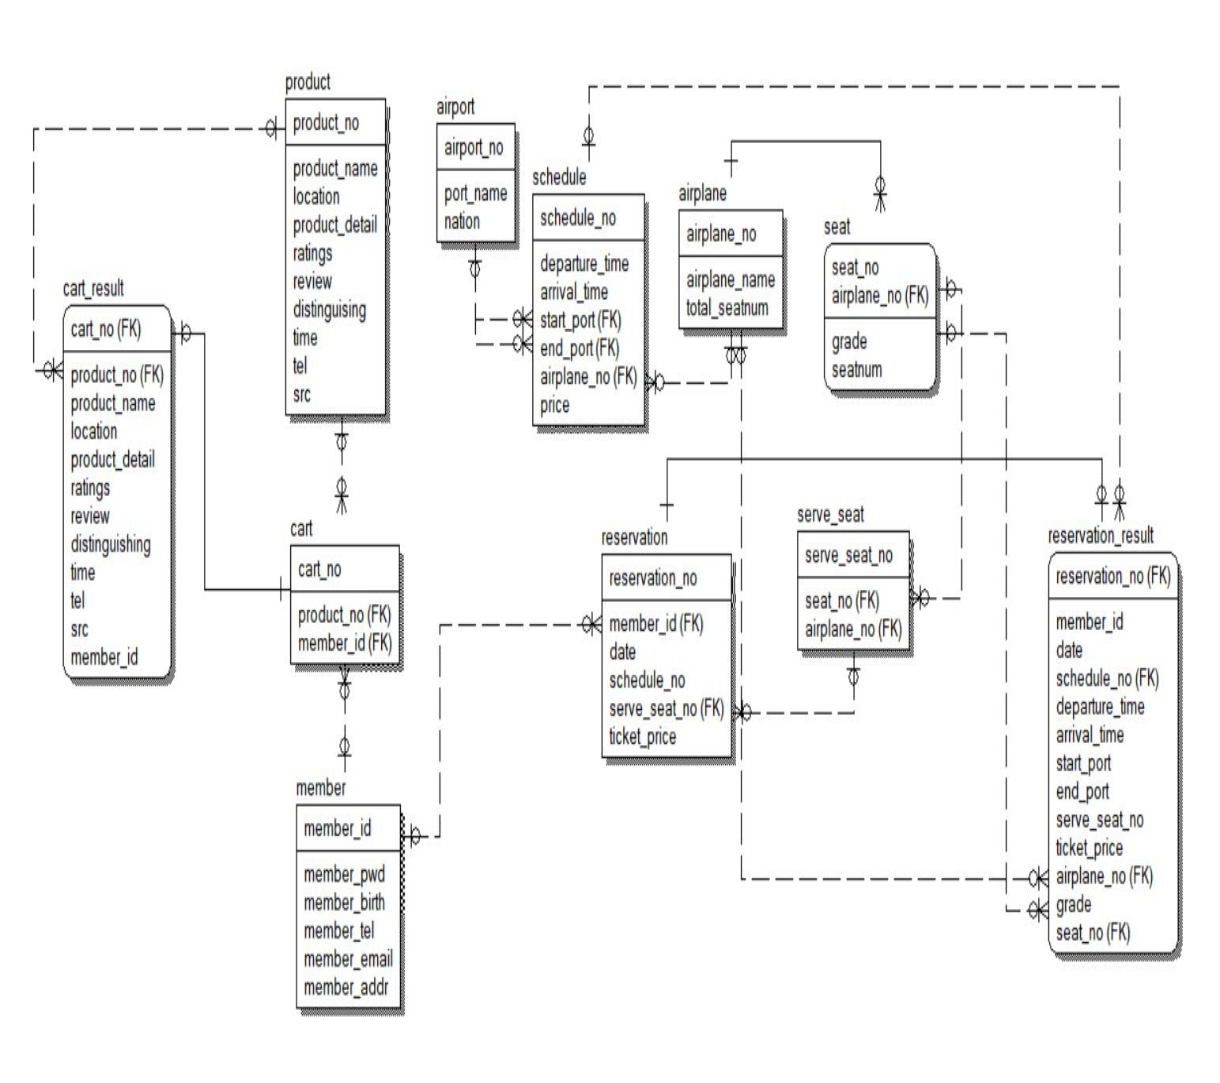 product
product_no
product_name
location
product_detail
ratings
review
distinguising
time
tel
src
airport
airport_no
port_name
nation
schedule
schedule_no
departure_time
arrival_time
start_port (FK)
end_port (FK)
airplane_no (FK)
price
airplane
airplane_no
airplane_name
total_seatnum
seat
seat_no
airplane_no (FK)
grade
seatnum
cart_result
cart_no (FK)
product_no (FK)
product_name
location
product_detail
ratings
review
distinguishing
time
tel
src
member_id
cart
cart_no
product_no (FK)
member_id (FK)
reservation
reservation_no
member_id (FK)
date
schedule_no
serve_seat_no (FK)
ticket_price
serve_seat
serve_seat_no
seat_no (FK)
airplane_no (FK)
reservation_result
reservation_no (FK)
member_id
date
schedule_no (FK)
departure_time
arrival_time
start_port
end_port
serve_seat_no
ticket_price
airplane_no (FK)
grade
seat_no (FK)
member
member_id
member_pwd
member_birth
member_tel
member_email
member_addr